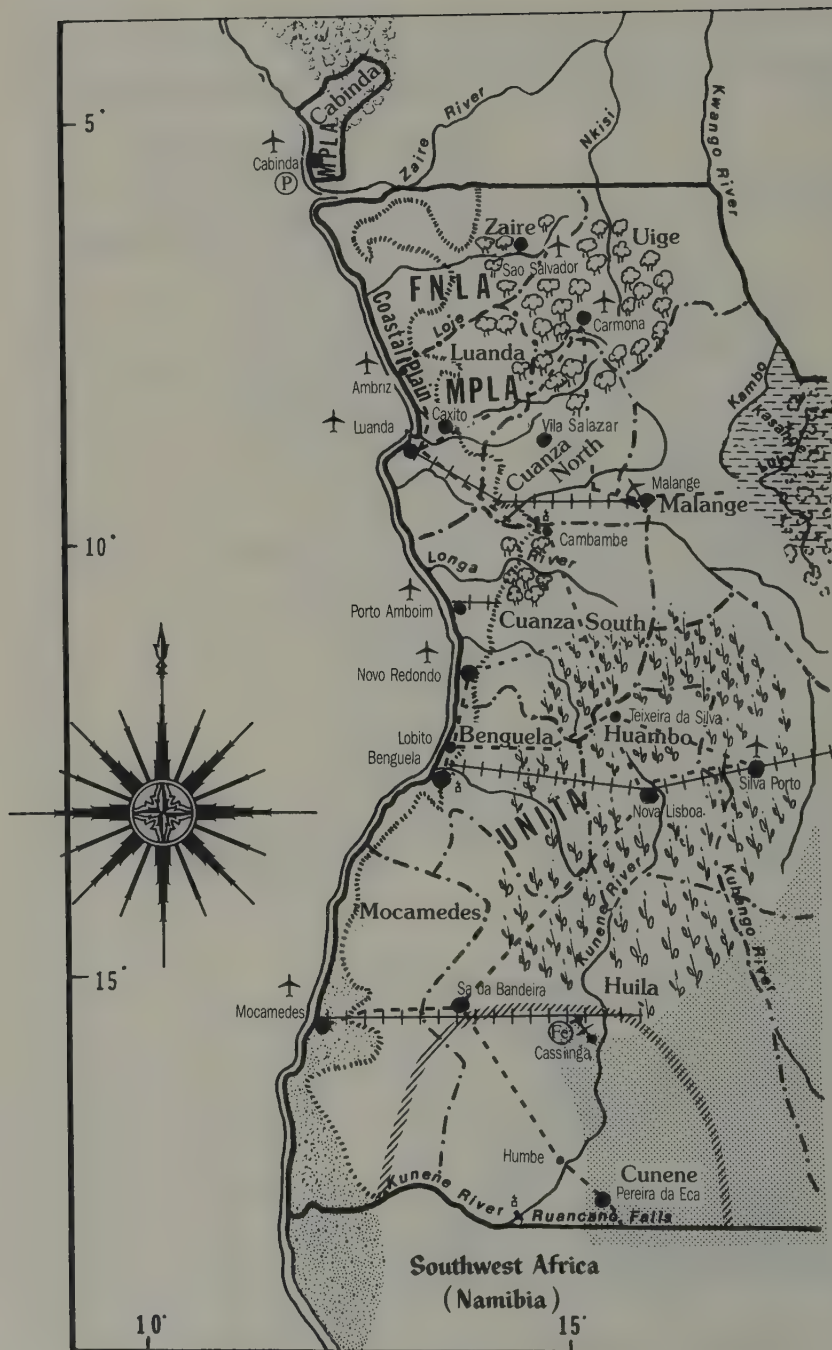 Cabinda
MPLA
5°
Cabinda
P
Zaire River
Nkisi
Kwango River
Zaire
Uige
Sao Salvador
FNLA
Coastal Plain
Loje
Carmona
Luanda
Ambriz
MPLA
Kambo
Kasanje
Lui
Caxito
Luanda
Vila Salazar
Cuanza
North
Malange
Malange
10°
Cambambe
Longa River
Porto Amboim
Cuanza South
Novo Redondo
Teixeira da Silva
Lobito
Benguela
Huambo
Benguela
Silva Porto
Nova Lisboa
UNITA
Kunene River
Kubango River
Mocamedes
15°
Sa da Bandeira
Huila
Mocamedes
Fe
Cassiinga
Humbe
Cunene
Pereira da Eca
Kunene River
Ruancano Falls
Southwest Africa
(Namibia)
10°
15°